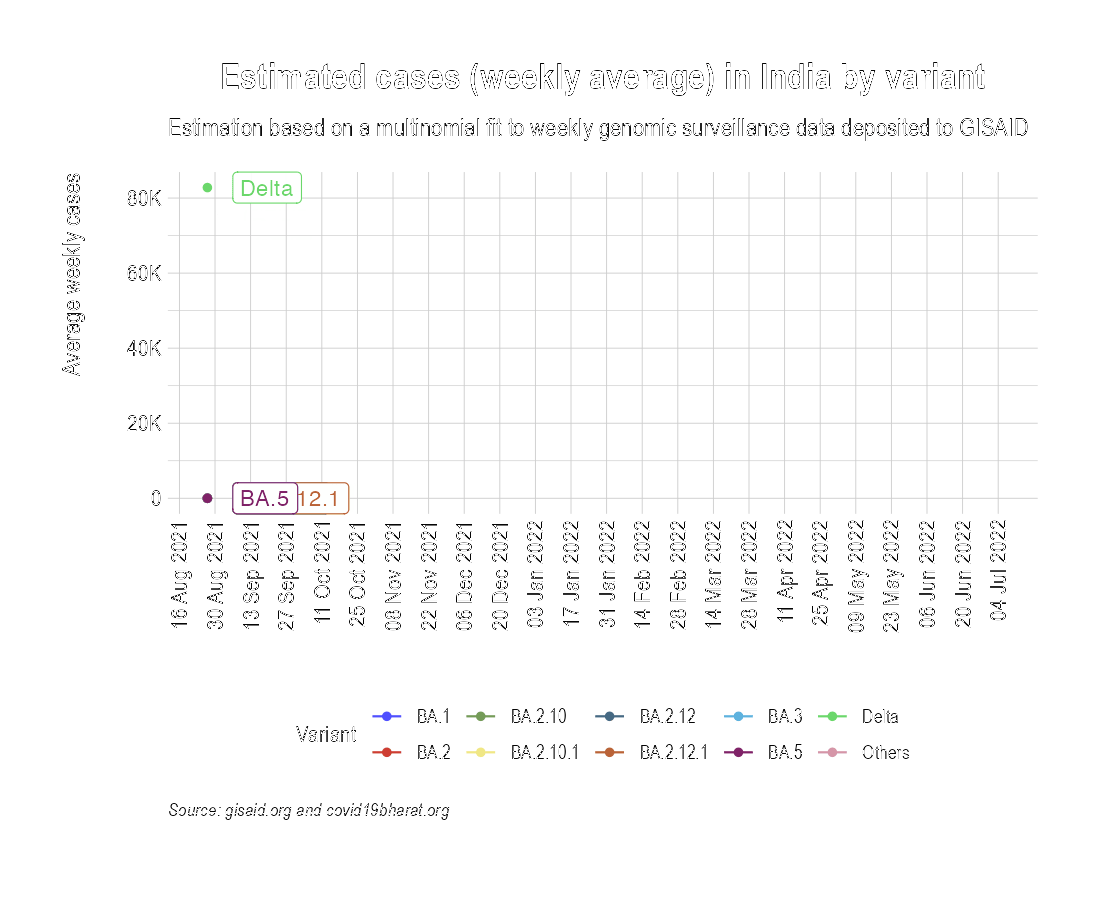 Estimated cases (weekly average) in India by variant
Estimation based on a multinomial fit to weekly genomic surveillance data deposited to GISAID
Average weekly cases
80K
60K
40K
20K
0
Delta
BA.5
12.1
16 Aug 2021
30 Aug 2021
13 Sep 2021
27 Sep 2021
11 Oct 2021
25 Oct 2021
08 Nov 2021
22 Nov 2021
06 Dec 2021
20 Dec 2021
03 Jan 2022
17 Jan 2022
31 Jan 2022
14 Feb 2022
28 Feb 2022
14 Mar 2022
28 Mar 2022
11 Apr 2022
25 Apr 2022
09 May 2022
23 May 2022
06 Jun 2022
20 Jun 2022
04 Jul 2022
Variant
BA.1 BA.2.10 BA.2.12 BA.3 Delta
BA.2 BA.2.10.1 BA.2.12.1 BA.5 Others
Source: gisaid.org and covid19bharat.org